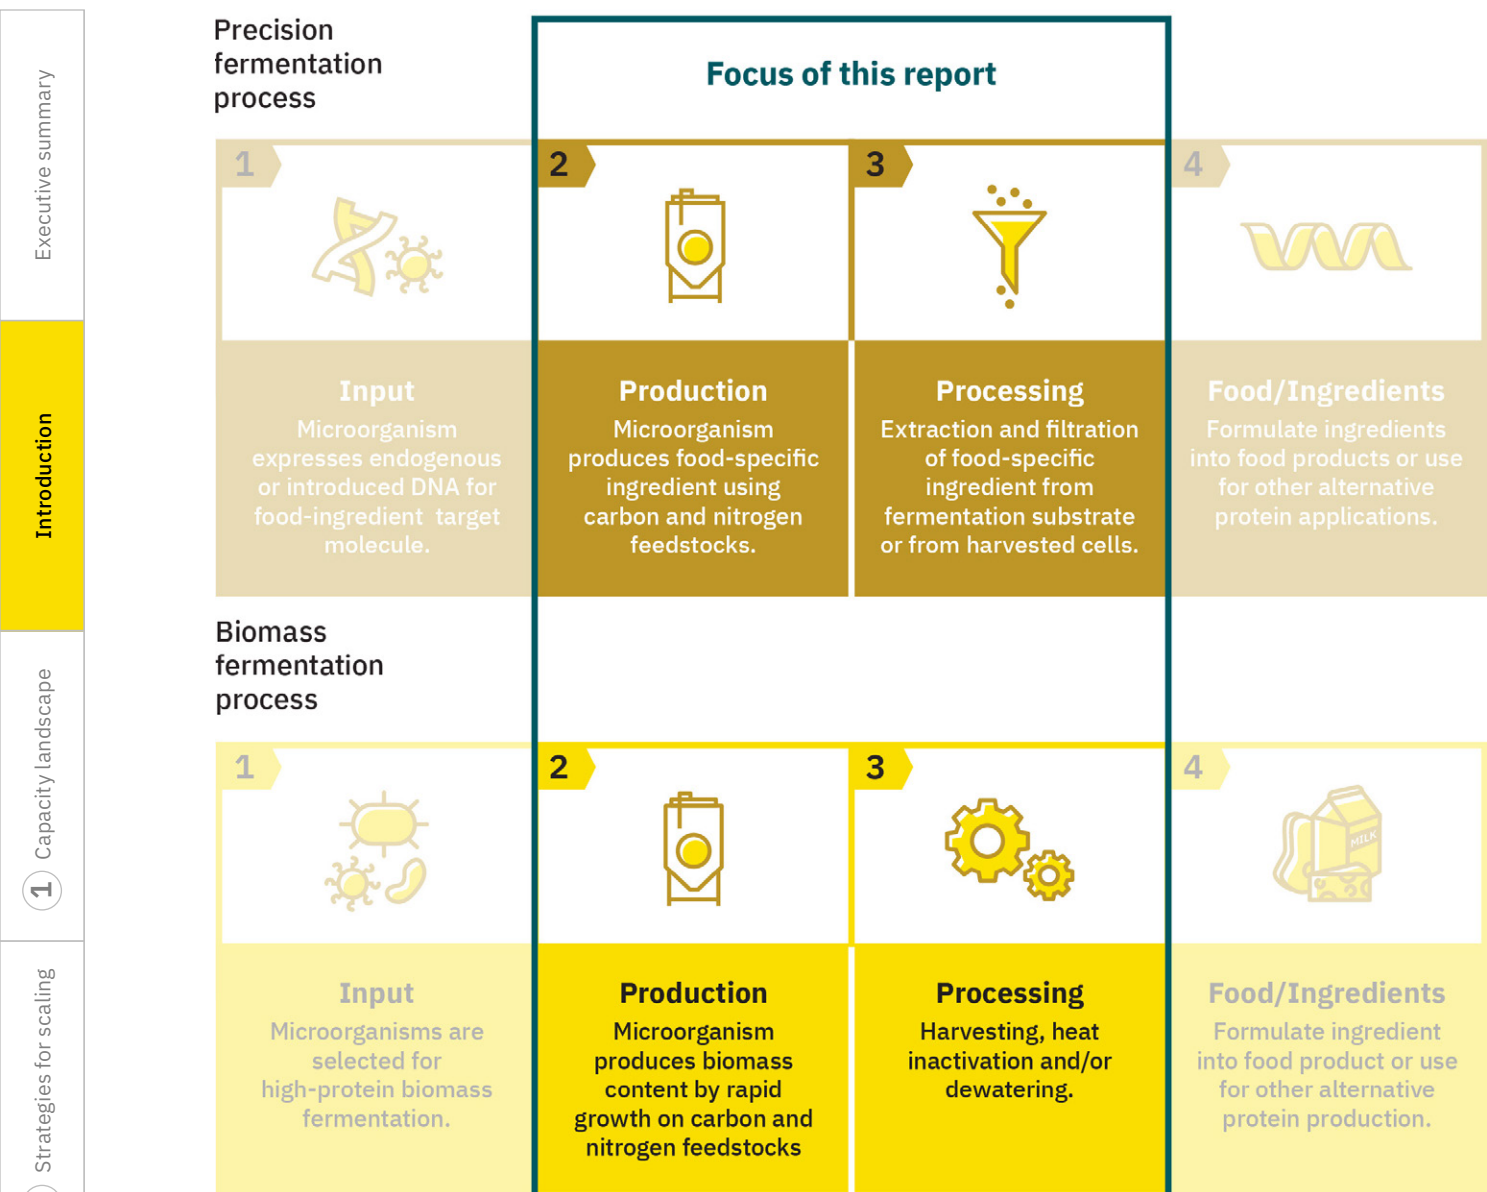 Executive summary
Introduction
Capacity landscape
1
Strategies for scaling
Precision
fermentation
process
Focus of this report
1
2
3
4
Input
Microorganism
expresses endogenous
or introduced DNA for
food-ingredient target
molecule.
Production
Microorganism
produces food-specific
ingredient using
carbon and nitrogen
feedstocks.
Processing
Extraction and filtration
of food-specific
ingredient from
fermentation substrate
or from harvested cells.
Food/Ingredients
Formulate ingredients
into food products or use
for other alternative
protein applications.
Biomass
fermentation
process
1
2
3
4
MILK
Input
Microorganisms are
selected for
high-protein biomass
fermentation.
Production
Microorganism
produces biomass
content by rapid
growth on carbon and
nitrogen feedstocks
Processing
Harvesting, heat
inactivation and/or
dewatering.
Food/Ingredients
Formulate ingredient
into food product or use
for other alternative
protein production.